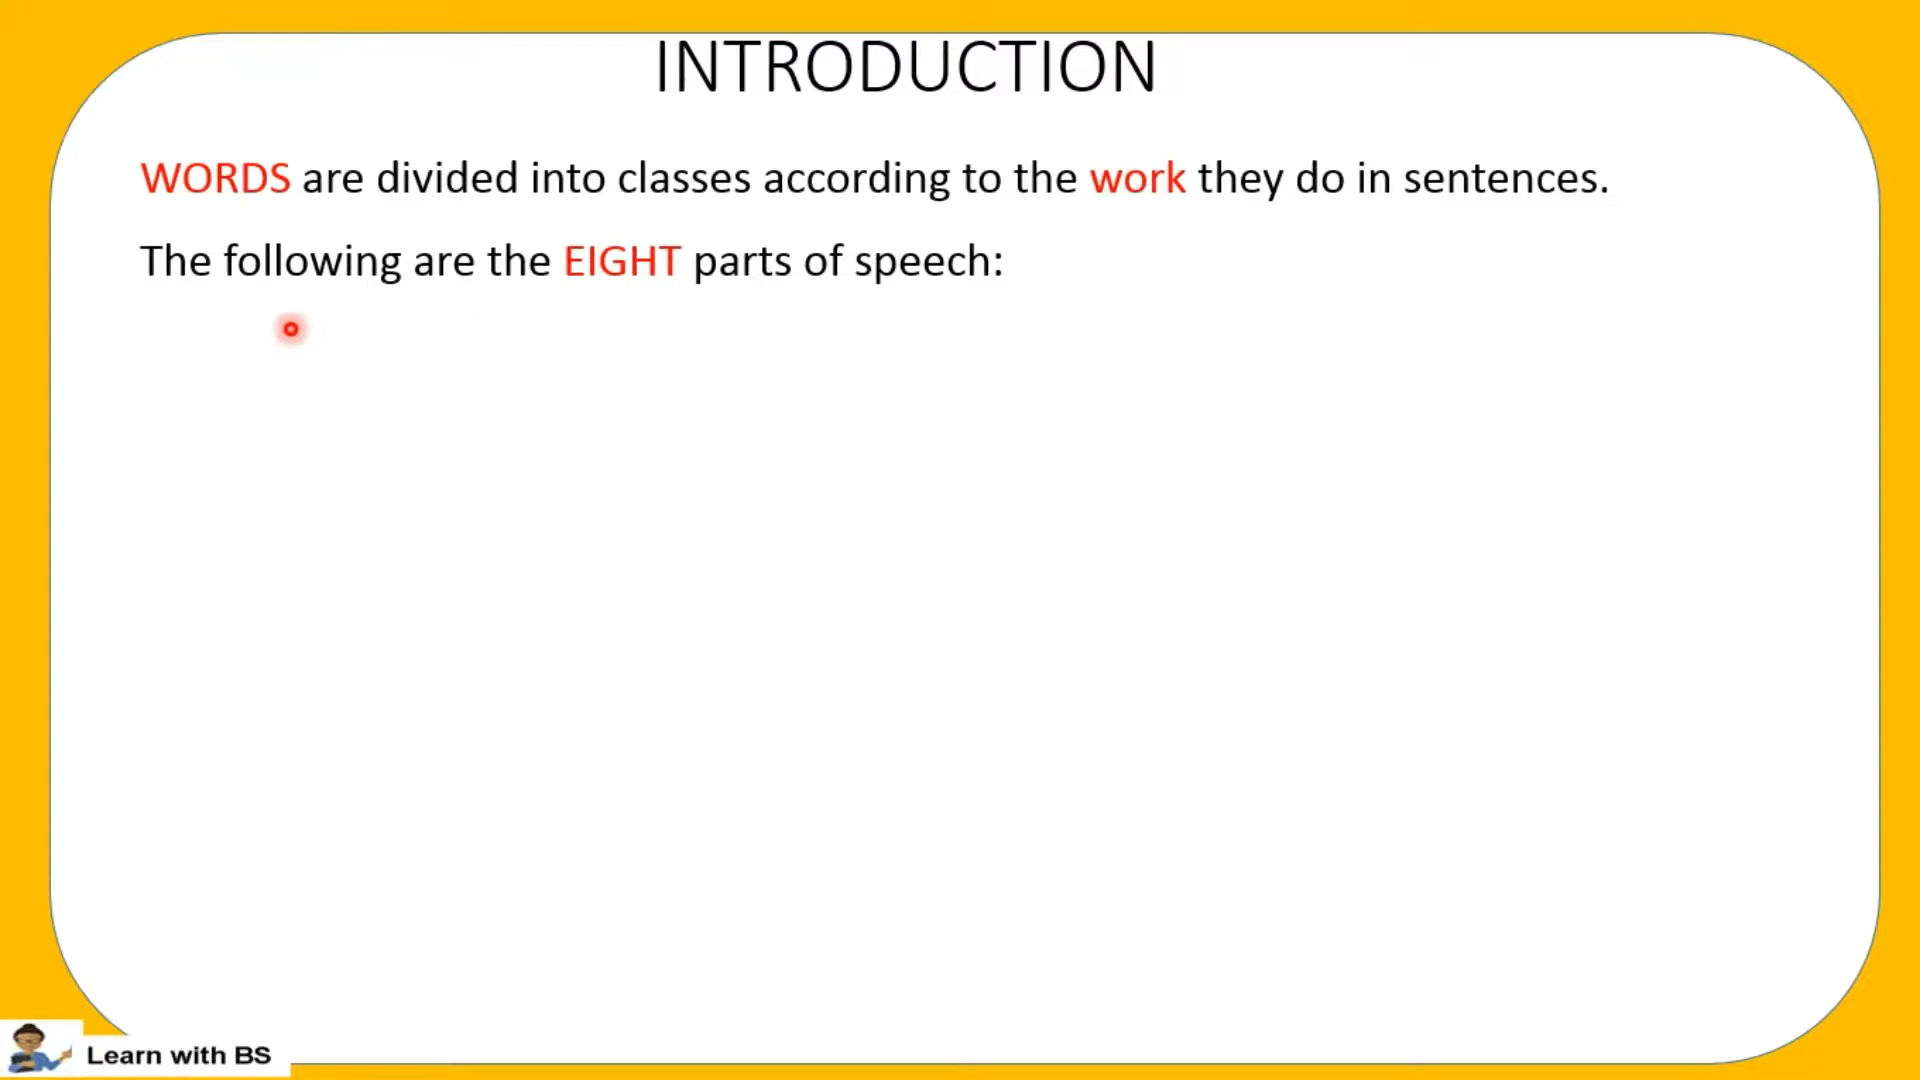 INTRODUCTION
WORDS are divided into classes according to the work they do in sentences.
The following are the EIGHT parts of speech:
Learn with BS